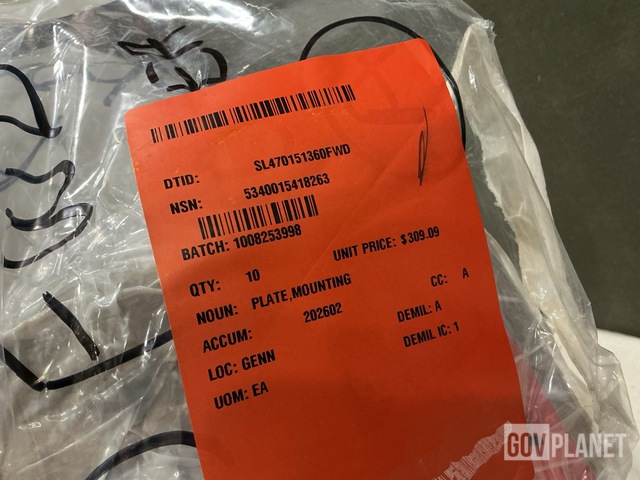 DTID: SL470151360FWD
NSN: 5340015418263
BATCH: 1008253998
QTY: 10 UNIT PRICE: $309.09
NOUN: PLATE,MOUNTING CC: A
ACCUM: 202602 DEMIL: A
LOC: GENN DEMIL IC: 1
UOM: EA
GOVPLANET